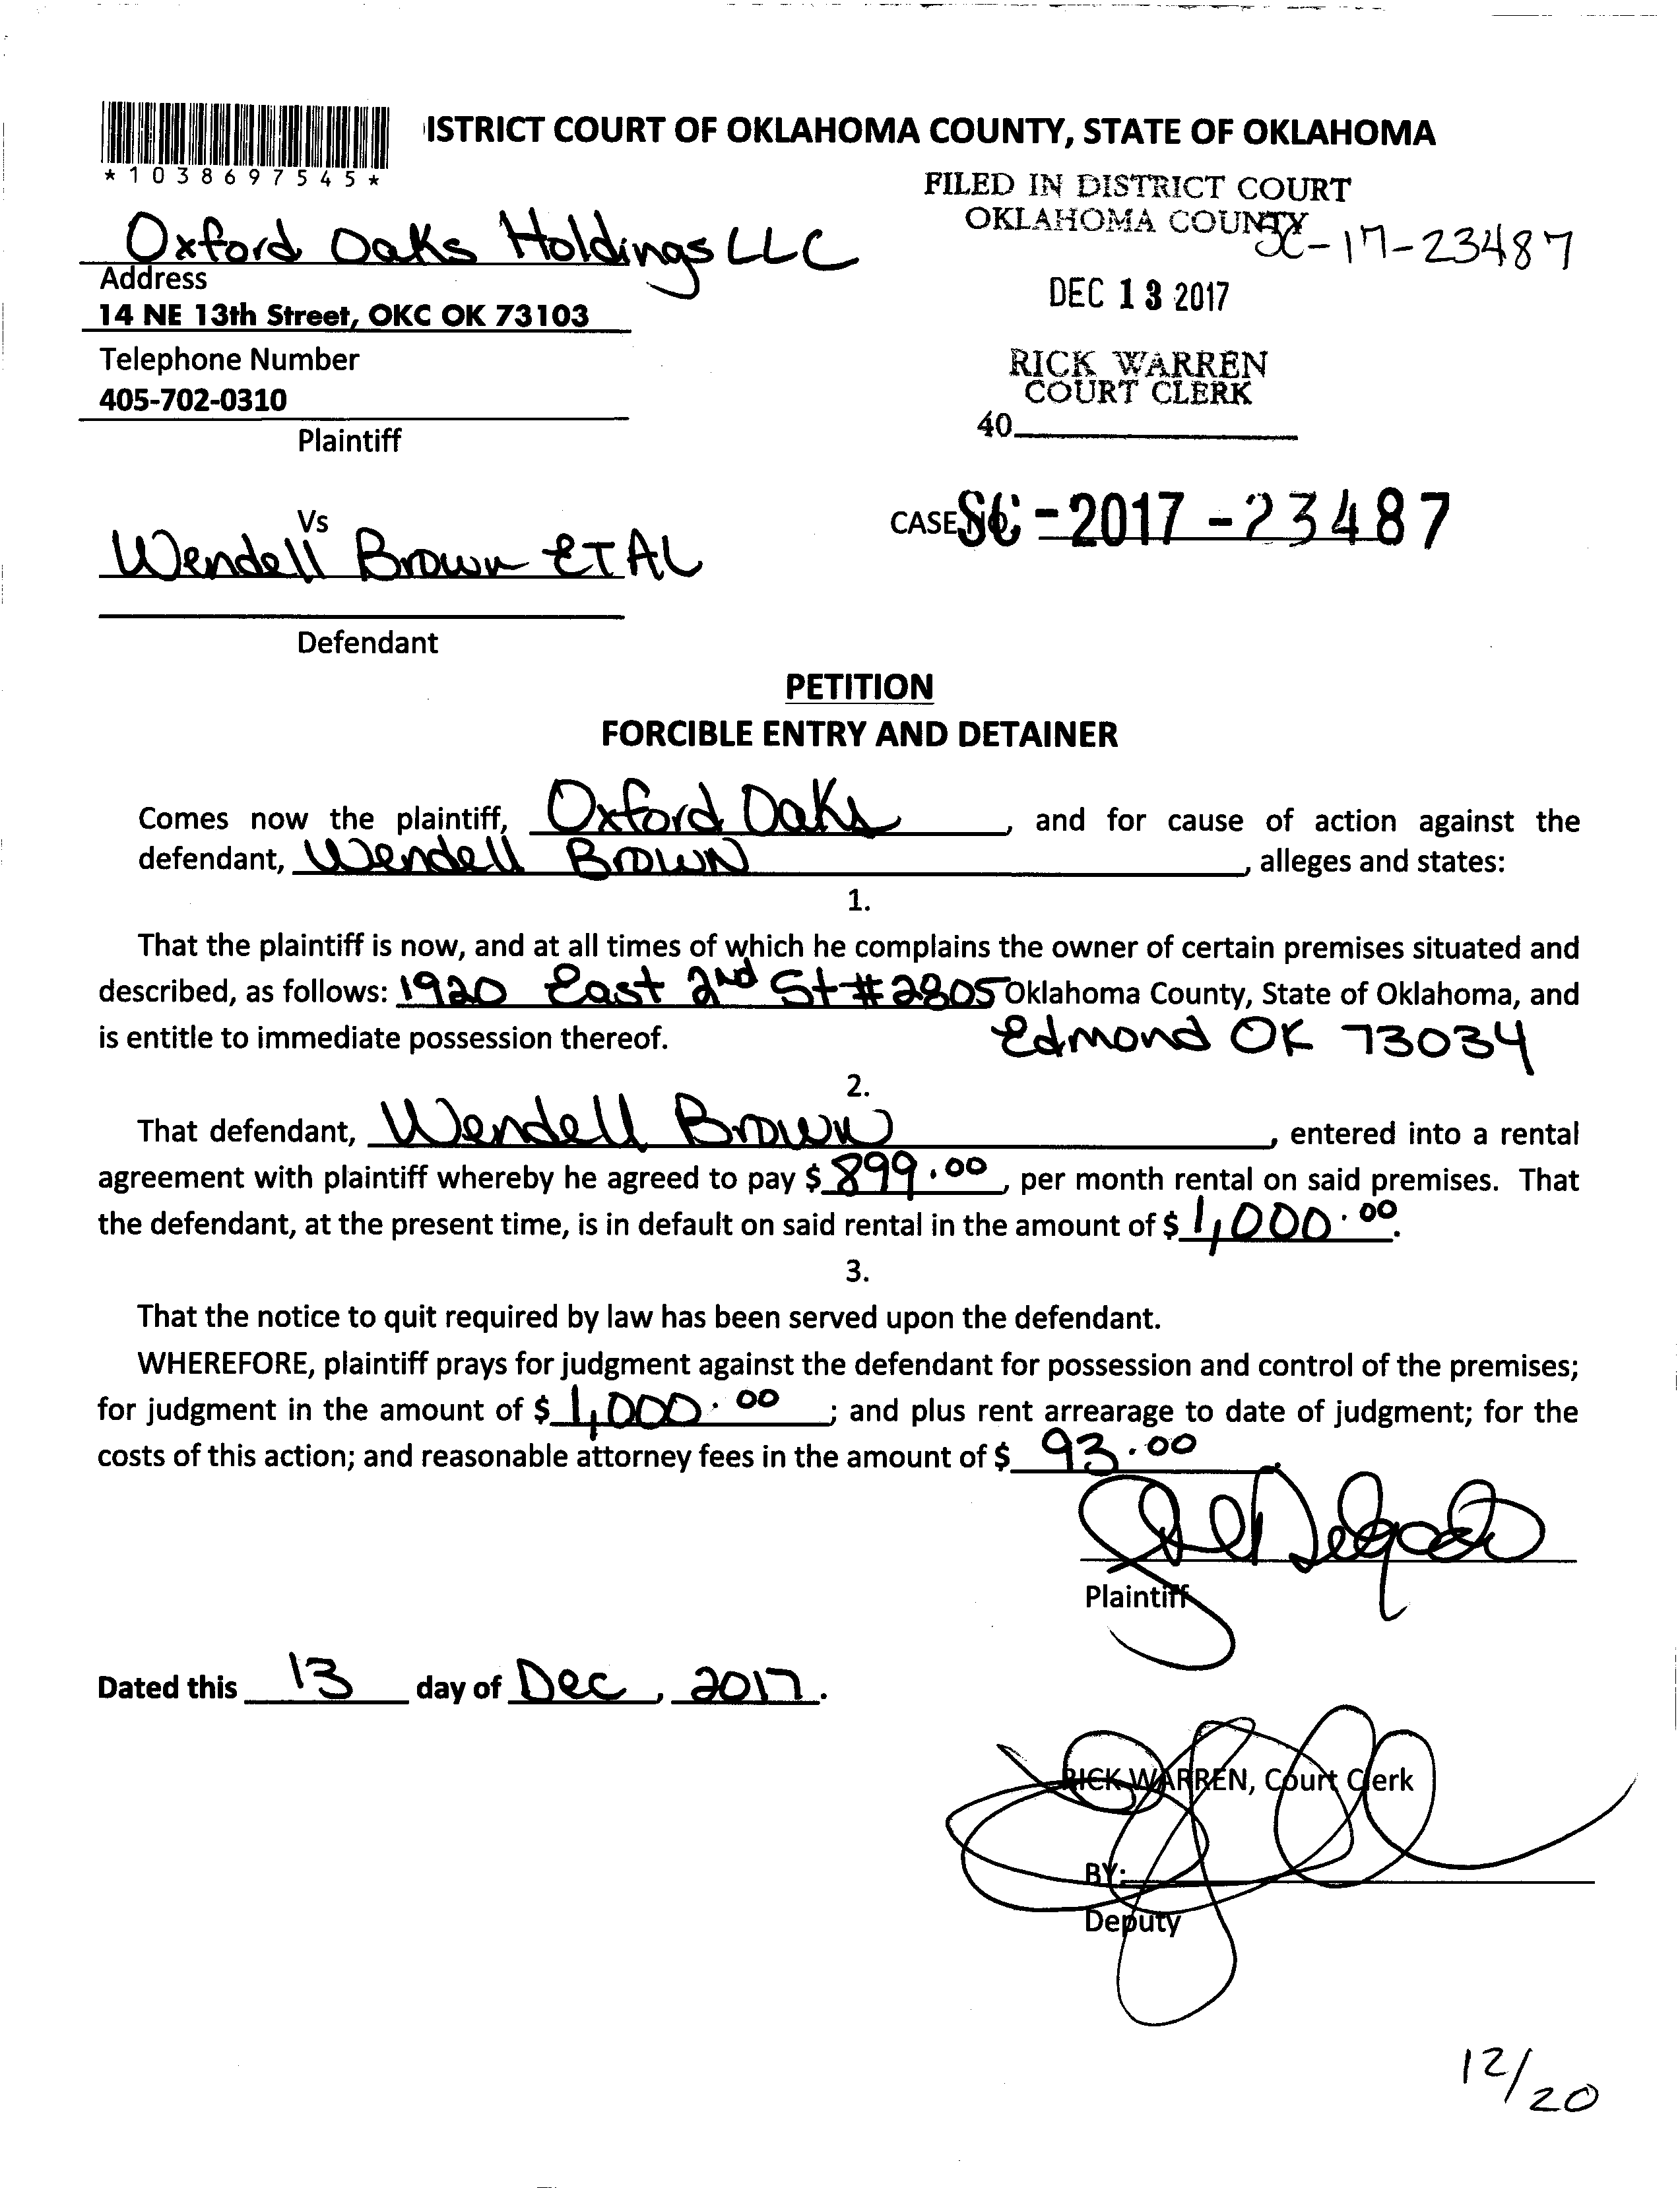 ISTRICT COURT OF OKLAHOMA COUNTY, STATE OF OKLAHOMA
*1038697545*
FILED IN DISTRICT COURT
OKLAHOMA COUNTY
SC-17-23487
Oxford Oaks Holdings LLC
Address
14 NE 13th Street, OKC OK 73103
DEC 13 2017
Telephone Number
405-702-0310
RICK WARREN
COURT CLERK
40
Plaintiff
Vs
CASE NO. SC-2017-23487
Wendell Brown ETAL
Defendant
PETITION
FORCIBLE ENTRY AND DETAINER
Comes now the plaintiff, Oxford Oaks, and for cause of action against the
defendant, Wendell Brown, alleges and states:
1.
That the plaintiff is now, and at all times of which he complains the owner of certain premises situated and
described, as follows: 1920 East 2nd St #2805 Oklahoma County, State of Oklahoma, and
is entitle to immediate possession thereof. Edmond OK 73034
2.
That defendant, Wendell Brown, entered into a rental
agreement with plaintiff whereby he agreed to pay $ 899.00, per month rental on said premises. That
the defendant, at the present time, is in default on said rental in the amount of $ 1,000.00.
3.
That the notice to quit required by law has been served upon the defendant.
WHEREFORE, plaintiff prays for judgment against the defendant for possession and control of the premises;
for judgment in the amount of $ 1,000.00; and plus rent arrearage to date of judgment; for the
costs of this action; and reasonable attorney fees in the amount of $ 93.00
Delgado
Plaintiff
Dated this 13 day of Dec, 2017.
RICK WARREN, Court Clerk
BY:
Deputy
12/20